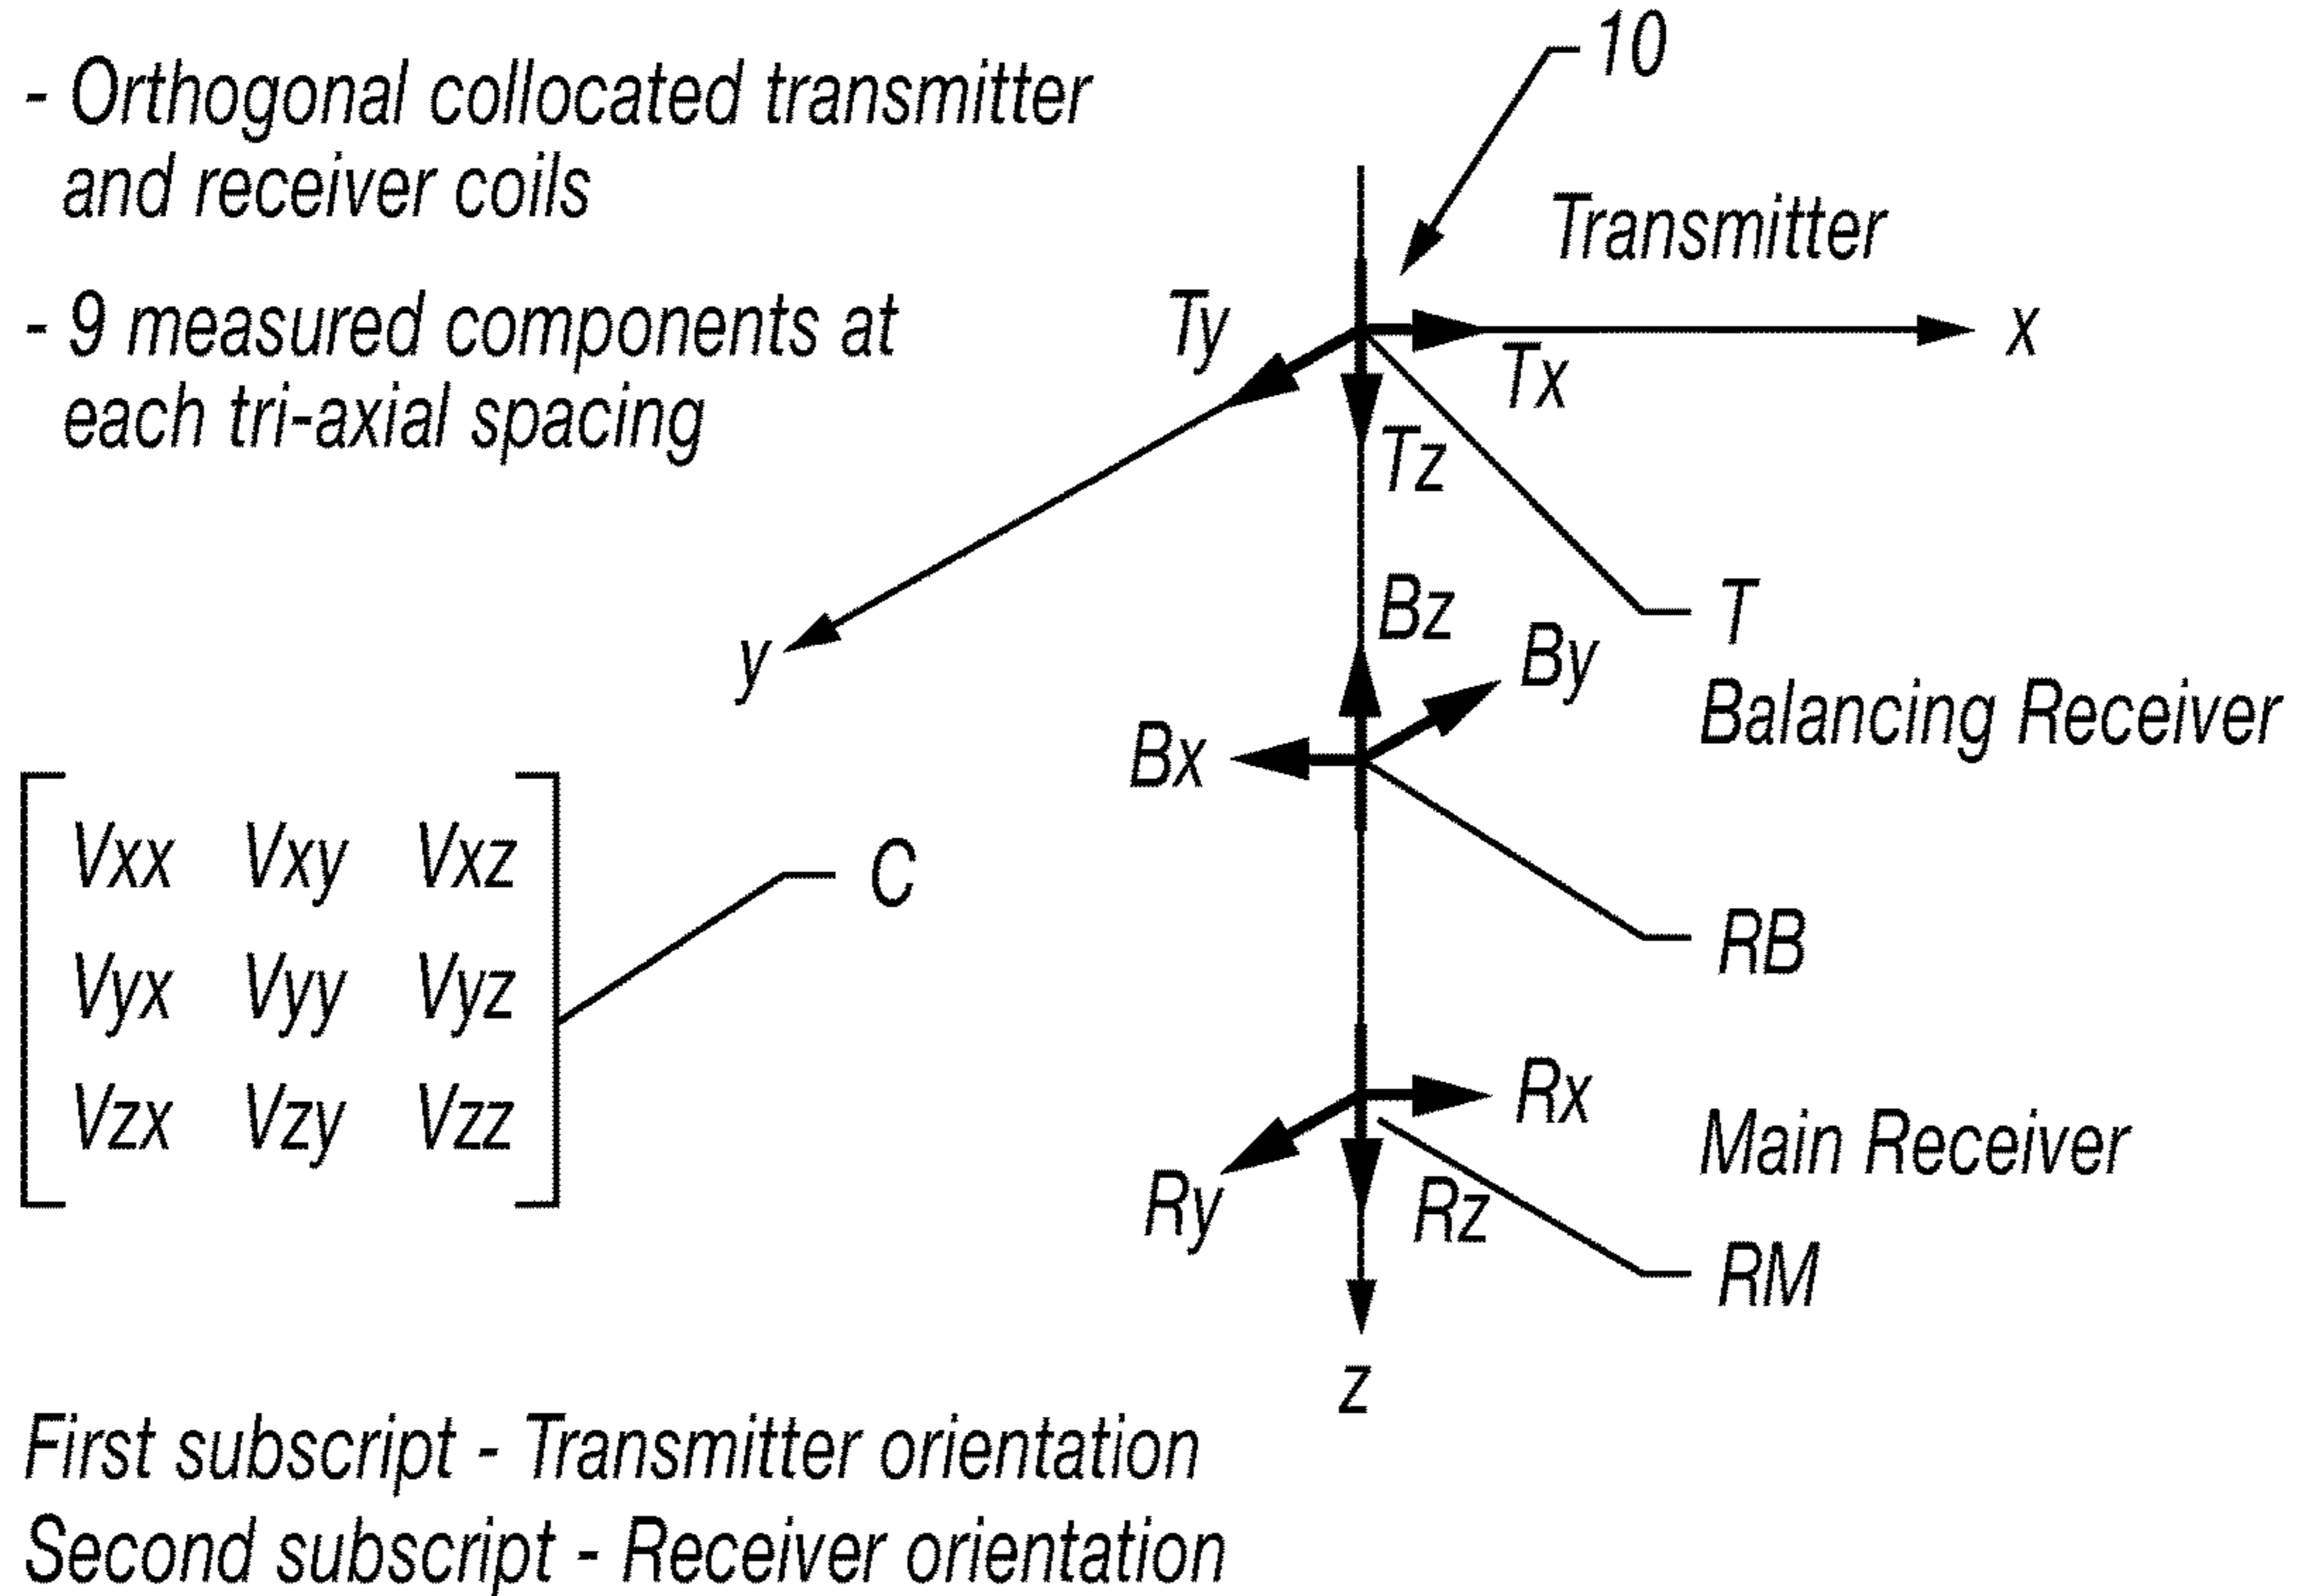 - Orthogonal collocated transmitter
and receiver coils
- 9 measured components at
each tri-axial spacing
10
Transmitter
Ty
Tx
x
Tz
T
y
Bz
By
Balancing Receiver
Bx
RB
Vxx Vxy Vxz
Vyx Vyy Vyz
Vzx Vzy Vzz
C
Rx
Main Receiver
Ry
Rz
RM
z
First subscript - Transmitter orientation
Second subscript - Receiver orientation